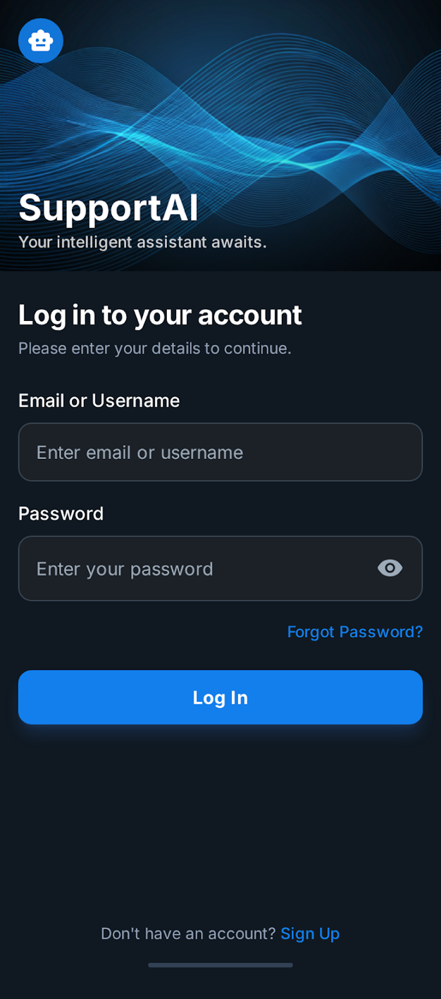 SupportAI
Your intelligent assistant awaits.
Log in to your account
Please enter your details to continue.
Email or Username
Enter email or username
Password
Enter your password
Forgot Password?
Log In
Don't have an account? Sign Up